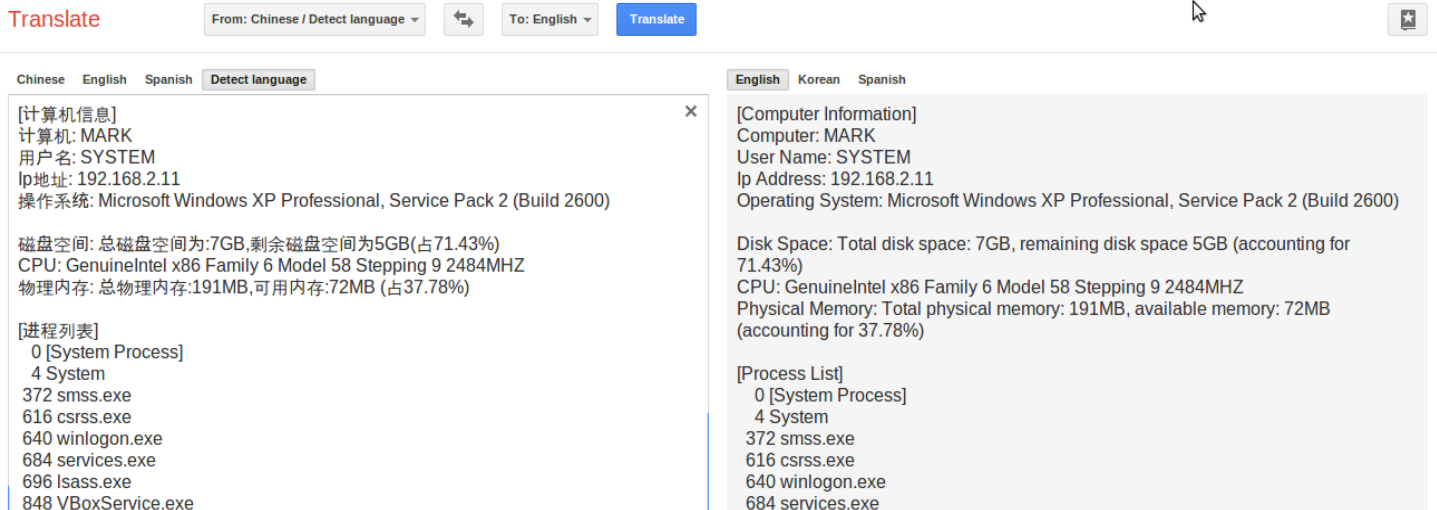 Translate
From: Chinese / Detect language
To: English
Translate
Chinese English Spanish Detect language
[计算机信息]
计算机: MARK
用户名: SYSTEM
Ip地址: 192.168.2.11
操作系统: Microsoft Windows XP Professional, Service Pack 2 (Build 2600)
磁盘空间: 总磁盘空间为:7GB,剩余磁盘空间为5GB(占71.43%)
CPU: GenuineIntel x86 Family 6 Model 58 Stepping 9 2484MHZ
物理内存: 总物理内存:191MB,可用内存:72MB (占37.78%)
[进程列表]
0 [System Process]
4 System
372 smss.exe
616 csrss.exe
640 winlogon.exe
684 services.exe
696 lsass.exe
848 VBoxService.exe
English Korean Spanish
[Computer Information]
Computer: MARK
User Name: SYSTEM
Ip Address: 192.168.2.11
Operating System: Microsoft Windows XP Professional, Service Pack 2 (Build 2600)
Disk Space: Total disk space: 7GB, remaining disk space 5GB (accounting for
71.43%)
CPU: GenuineIntel x86 Family 6 Model 58 Stepping 9 2484MHZ
Physical Memory: Total physical memory: 191MB, available memory: 72MB
(accounting for 37.78%)
[Process List]
0 [System Process]
4 System
372 smss.exe
616 csrss.exe
640 winlogon.exe
684 services.exe